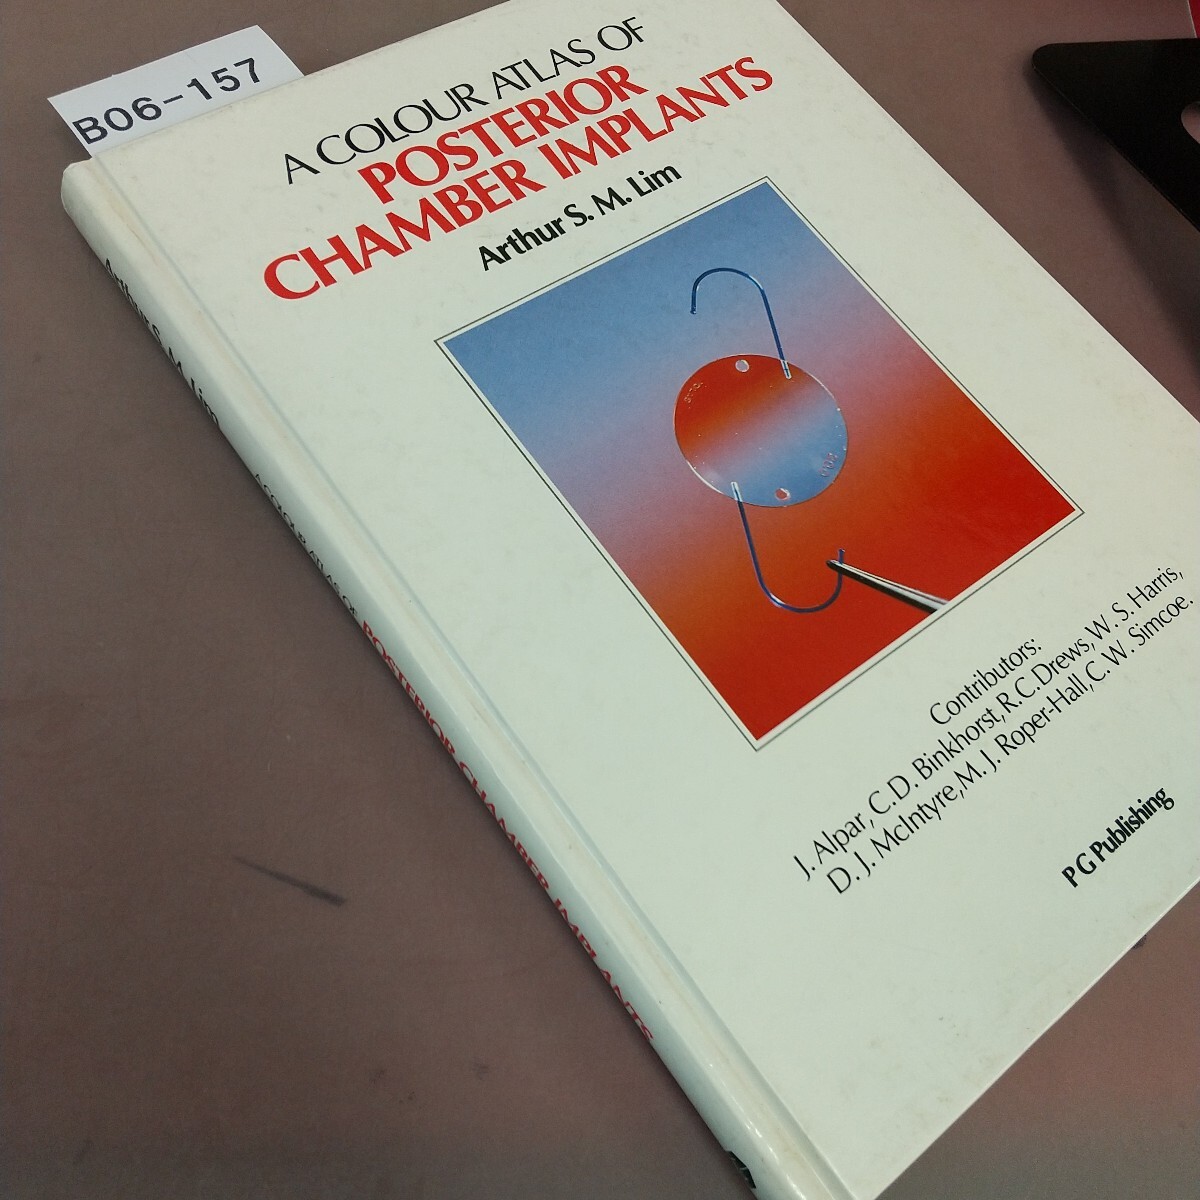 B06-157
A COLOUR ATLAS OF
POSTERIOR
CHAMBER IMPLANTS
Arthur S. M. Lim
Contributors:
J. Alpar, C. D. Binkhorst, R. C. Drews, W. S. Harris,
D. J. McIntyre, M. J. Roper-Hall, C. W. Simcoe.
PG Publishing
Arthur S. M. Lim A COLOUR ATLAS OF POSTERIOR CHAMBER IMPLANTS